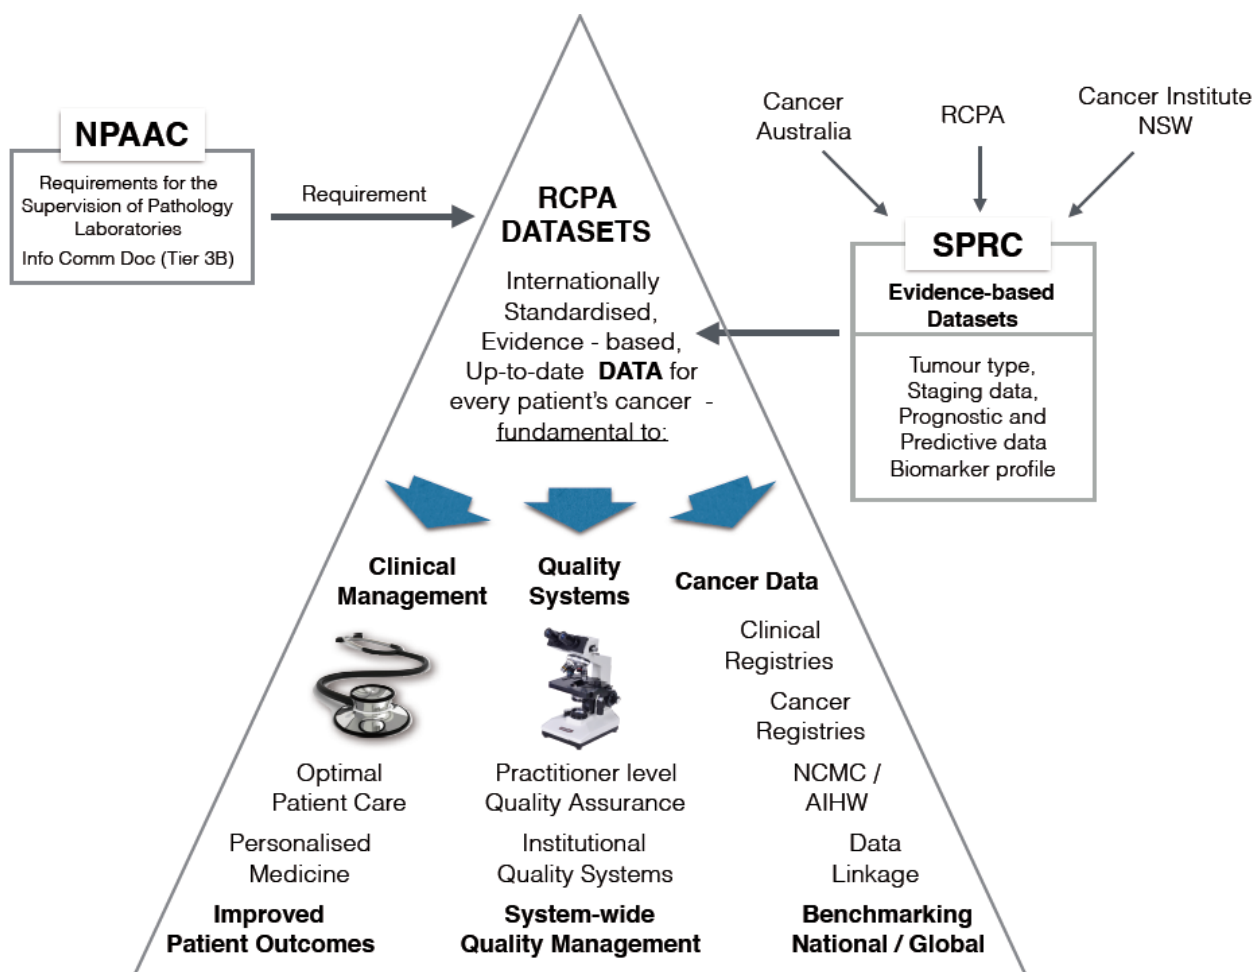 NPAAC
Requirements for the
Supervision of Pathology
Laboratories
Info Comm Doc (Tier 3B)
Requirement
RCPA
DATASETS
Internationally
Standardised,
Evidence - based,
Up-to-date DATA for
every patient's cancer -
fundamental to:
Cancer
Australia
RCPA
Cancer Institute
NSW
SPRC
Evidence-based
Datasets
Tumour type,
Staging data,
Prognostic and
Predictive data
Biomarker profile
Clinical
Management
Optimal
Patient Care
Personalised
Medicine
Improved
Patient Outcomes
Quality
Systems
Practitioner level
Quality Assurance
Institutional
Quality Systems
System-wide
Quality Management
Cancer Data
Clinical
Registries
Cancer
Registries
NCMC /
AIHW
Data
Linkage
Benchmarking
National / Global